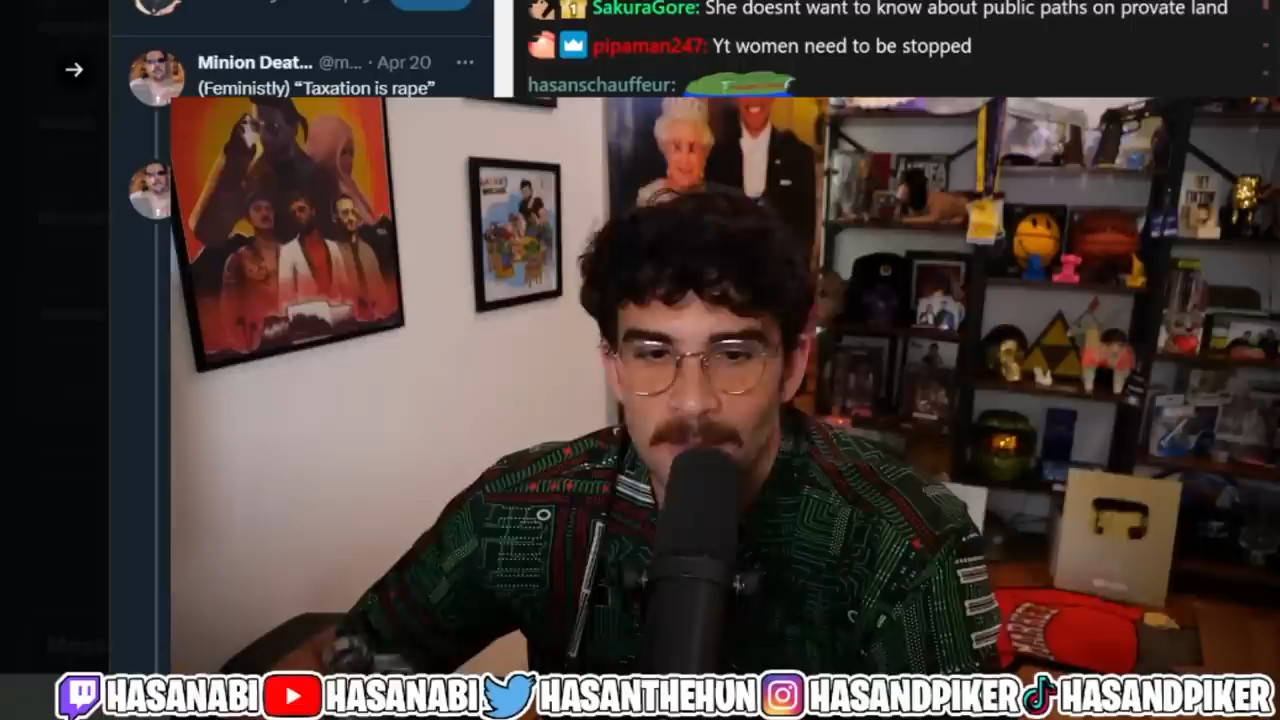 SakuraGore: She doesnt want to know about public paths on provate land
pipaman247: Yt women need to be stopped
hasanschauffeur:
Minion Deat... @m... · Apr 20 ...
(Feministly) “Taxation is rape”
HASANABI HASANABI HASANTHEHUN HASANDPIKER HASANDPIKER